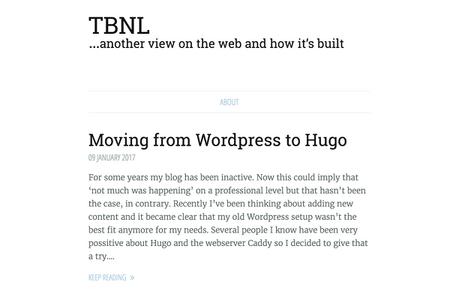 TBNL
...another view on the web and how it's built
ABOUT
Moving from Wordpress to Hugo
09 JANUARY 2017
For some years my blog has been inactive. Now this could imply that
‘not much was happening’ on a professional level but that hasn’t been
the case, in contrary. Recently I’ve been thinking about adding new
content and it became clear that my old Wordpress setup wasn’t the
best fit anymore for my needs. Several people I know have been very
possitive about Hugo and the webserver Caddy so I decided to give that
a try....
KEEP READING »